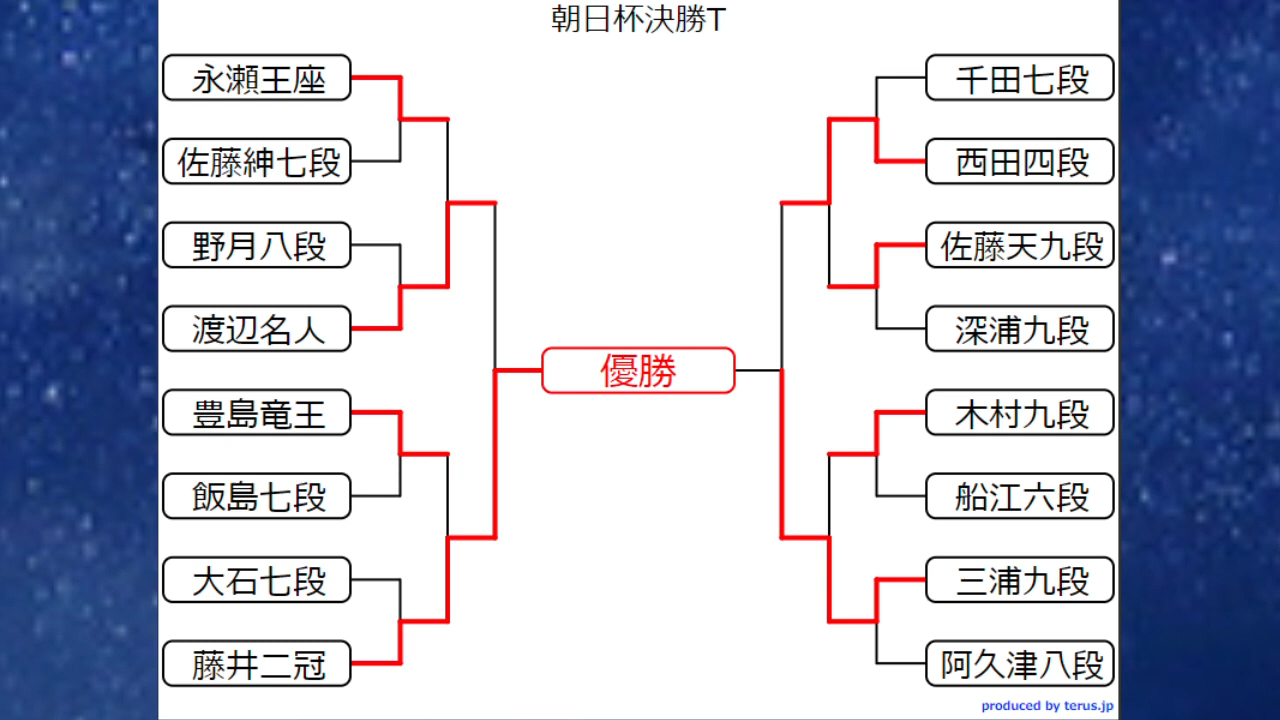 朝日杯決勝T
永瀬王座
佐藤紳七段
野月八段
渡辺名人
豊島竜王
飯島七段
大石七段
藤井二冠
優勝
千田七段
西田四段
佐藤天九段
深浦九段
木村九段
船江六段
三浦九段
阿久津八段
produced by terus.jp